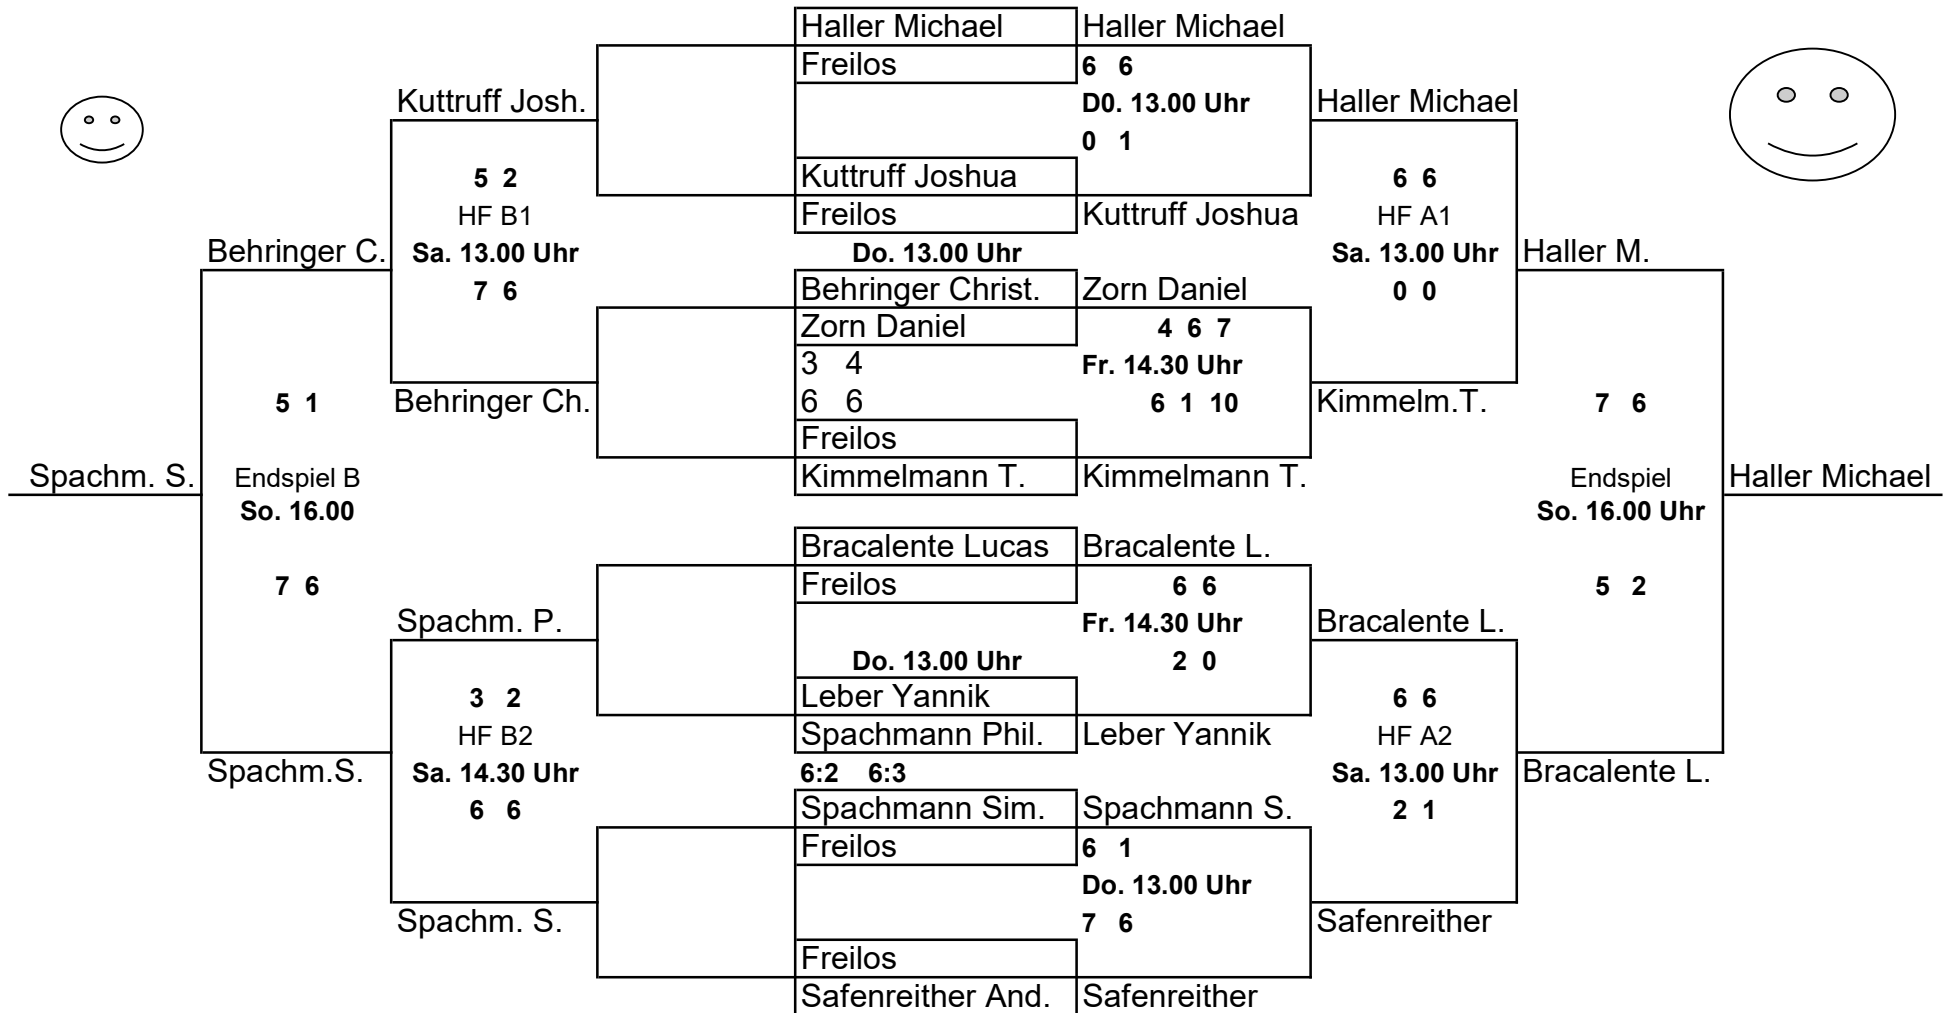 Haller Michael Haller Michael
Freilos 6 6
Kuttruff Josh. D0. 13.00 Uhr Haller Michael
0 1
5 2 Kuttruff Joshua 6 6
HF B1 Freilos Kuttruff Joshua HF A1
Behringer C. Sa. 13.00 Uhr Do. 13.00 Uhr Sa. 13.00 Uhr Haller M.
7 6 Behringer Christ. Zorn Daniel 0 0
Zorn Daniel 4 6 7
3 4 Fr. 14.30 Uhr
5 1 Behringer Ch. 6 6 6 1 10 Kimmelm.T. 7 6
Freilos
Spachm. S. Endspiel B Kimmelmann T. Kimmelmann T. Endspiel Haller Michael
So. 16.00 So. 16.00 Uhr
Bracalente Lucas Bracalente L.
7 6 Freilos 6 6 5 2
Spachm. P. Fr. 14.30 Uhr Bracalente L.
Do. 13.00 Uhr 2 0
3 2 Leber Yannik 6 6
HF B2 Spachmann Phil. Leber Yannik HF A2
Spachm.S. Sa. 14.30 Uhr 6:2 6:3 Sa. 13.00 Uhr Bracalente L.
6 6 Spachmann Sim. Spachmann S. 2 1
Freilos 6 1
Do. 13.00 Uhr
Spachm. S. 7 6 Safenreither
Freilos
Safenreither And. Safenreither